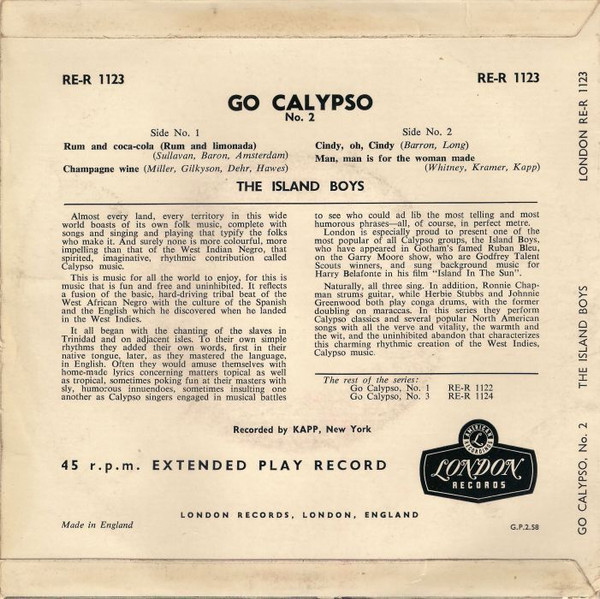 RE-R 1123
RE-R 1123
GO CALYPSO
No. 2
Side No. 1
Rum and coca-cola (Rum and limonada)
(Sullavan, Baron, Amsterdam)
Champagne wine (Miller, Gilkyson, Dehr, Hawes)
Side No. 2
Cindy, oh, Cindy (Barron, Long)
Man, man is for the woman made
(Whitney, Kramer, Kapp)
THE ISLAND BOYS
Almost every land, every territory in this wide
world boasts of its own folk music, complete with
songs and singing and playing that typify the folks
who make it. And surely none is more colourful, more
impelling than that of the West Indian Negro, that
spirited, imaginative, rhythmic contribution called
Calypso music.
This is music for all the world to enjoy, for this is
music that is fun and free and uninhibited. It reflects
a fusion of the basic, hard-driving tribal beat of the
West African Negro with the culture of the Spanish
and the English which he discovered when he landed
in the West Indies.
It all began with the chanting of the slaves in
Trinidad and on adjacent isles. To their own simple
rhythms they added their own words, first in their
native tongue, later, as they mastered the language,
in English. Often they would amuse themselves with
home-made lyrics concerning matters topical as well
as tropical, sometimes poking fun at their masters with
sly, humorous innuendoes, sometimes insulting one
another as Calypso singers engaged in musical battles
to see who could ad lib the most telling and most
humorous phrases—all, of course, in perfect metre.
London is especially proud to present one of the
most popular of all Calypso groups, the Island Boys,
who have appeared in Gotham's famed Ruban Bleu,
on the Garry Moore show, who are Godfrey Talent
Scouts winners, and sung background music for
Harry Belafonte in his film "Island In The Sun".
Naturally, all three sing. In addition, Ronnie Chap-
man strums guitar, while Herbie Stubbs and Johnnie
Greenwood both play conga drums, with the former
doubling on maraccas. In this series they perform
Calypso classics and several popular North American
songs with all the verve and vitality, the warmth and
the wit, and the uninhibited abandon that characterizes
this charming rhythmic creation of the West Indies,
Calypso music.
The rest of the series:
Go Calypso, No. 1 RE-R 1122
Go Calypso, No. 3 RE-R 1124
Recorded by KAPP, New York
45 r.p.m. EXTENDED PLAY RECORD
AMERICAN
L
RECORDINGS
LONDON
RECORDS
LONDON RECORDS, LONDON, ENGLAND
Made in England
G.P.2.58
GO CALYPSO, No. 2 THE ISLAND BOYS LONDON RE-R 1123